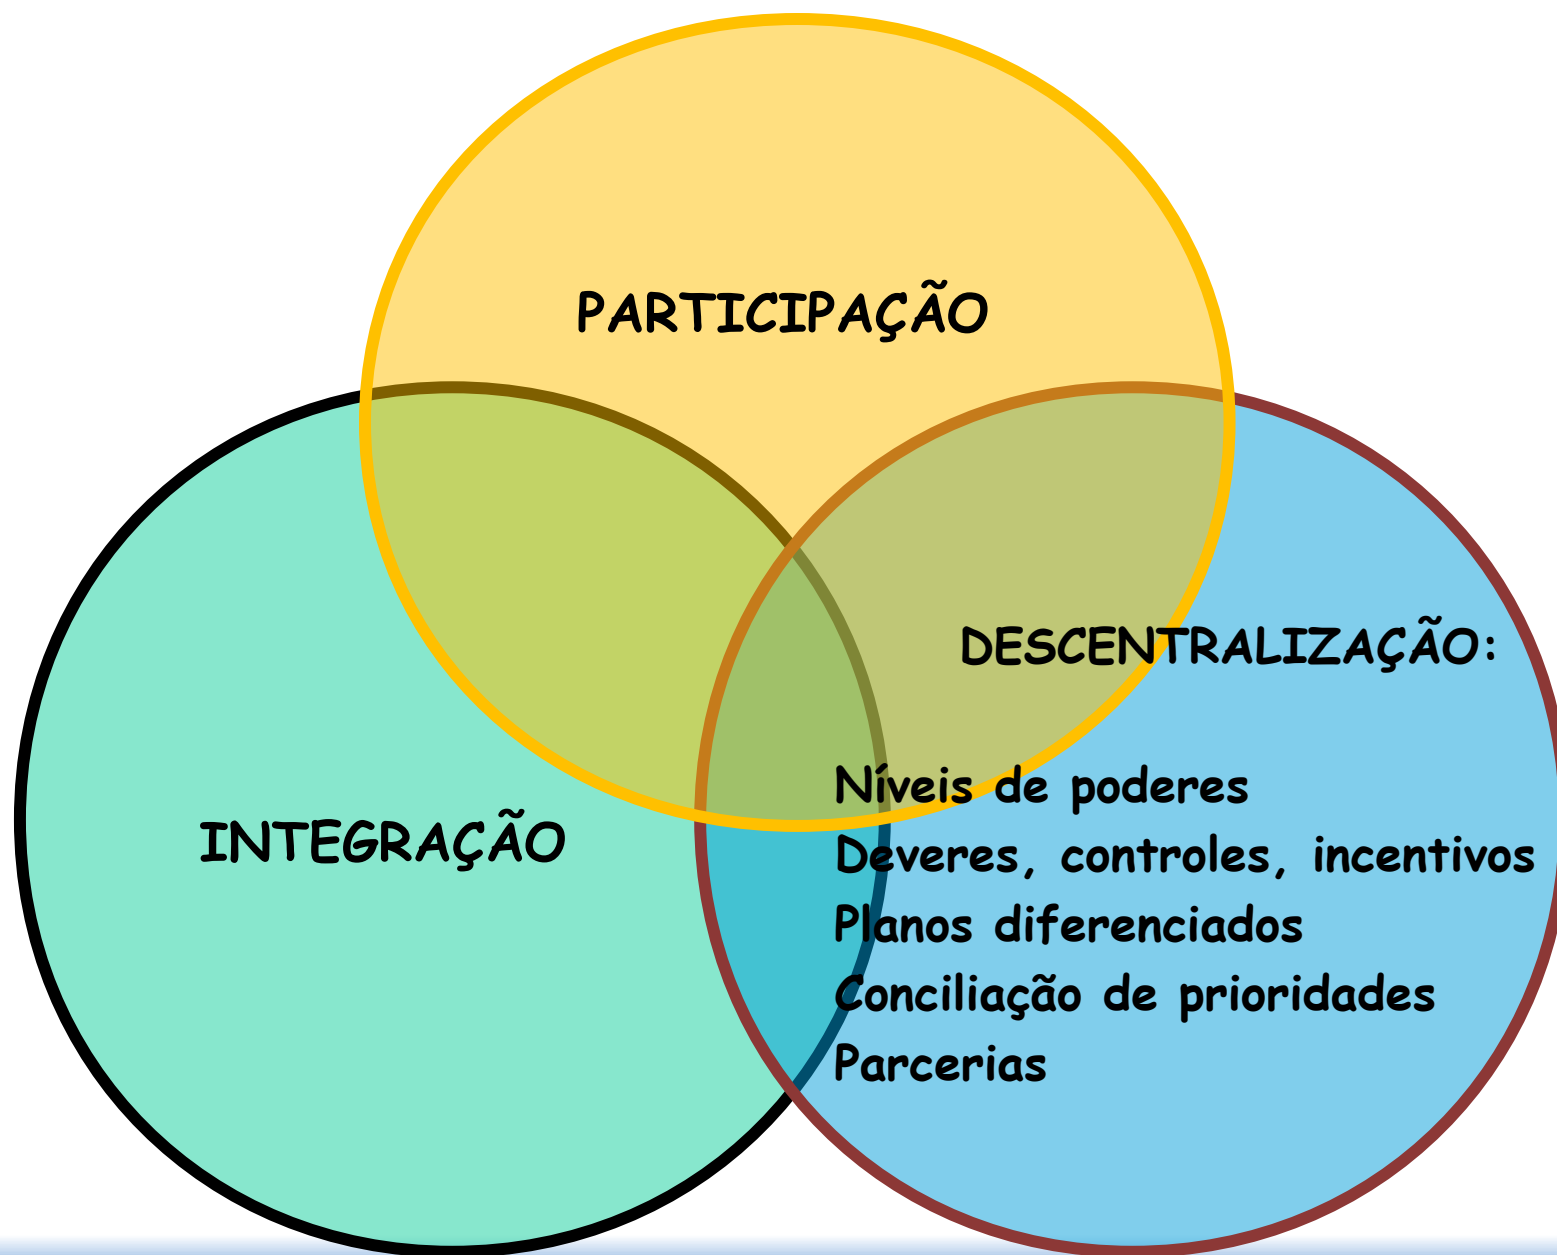 PARTICIPAÇÃO
DESCENTRALIZAÇÃO:
Níveis de poderes
INTEGRAÇÃO
Deveres, controles, incentivos
Planos diferenciados
Conciliação de prioridades
Parcerias